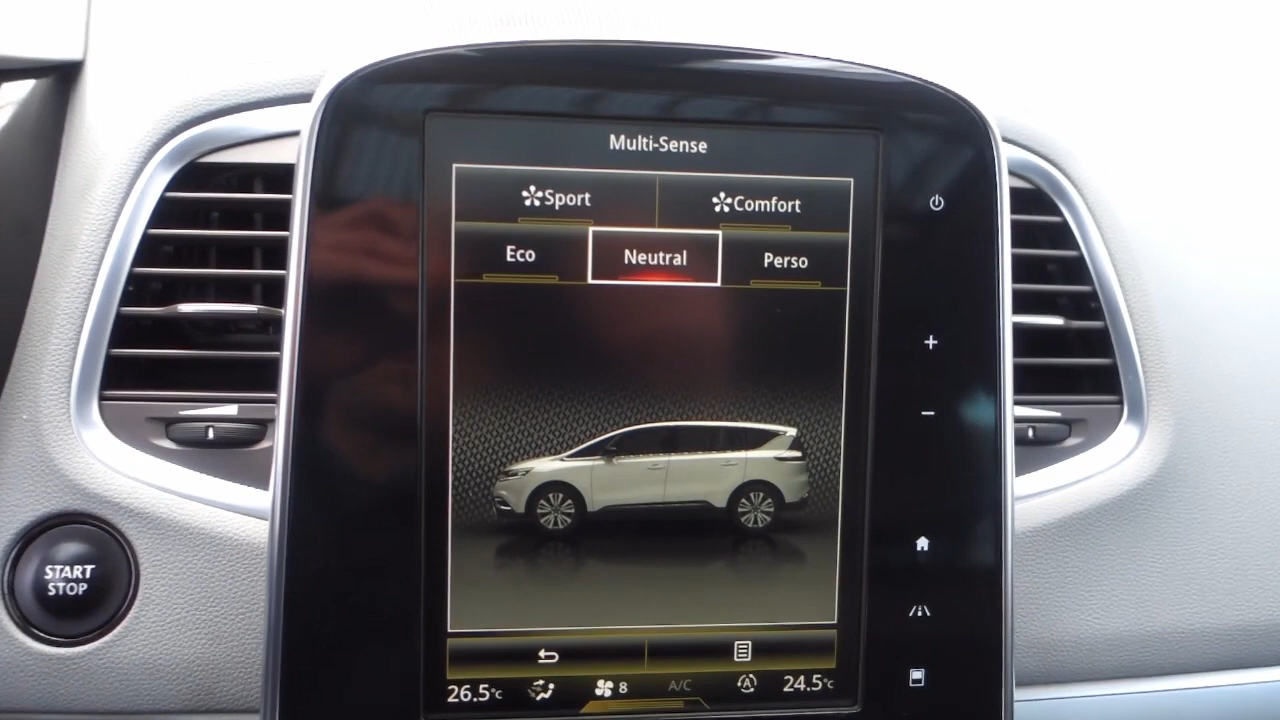 Multi-Sense
Sport Comfort
Eco Neutral Perso
START
STOP
26.5°C 8 A/C A 24.5°C